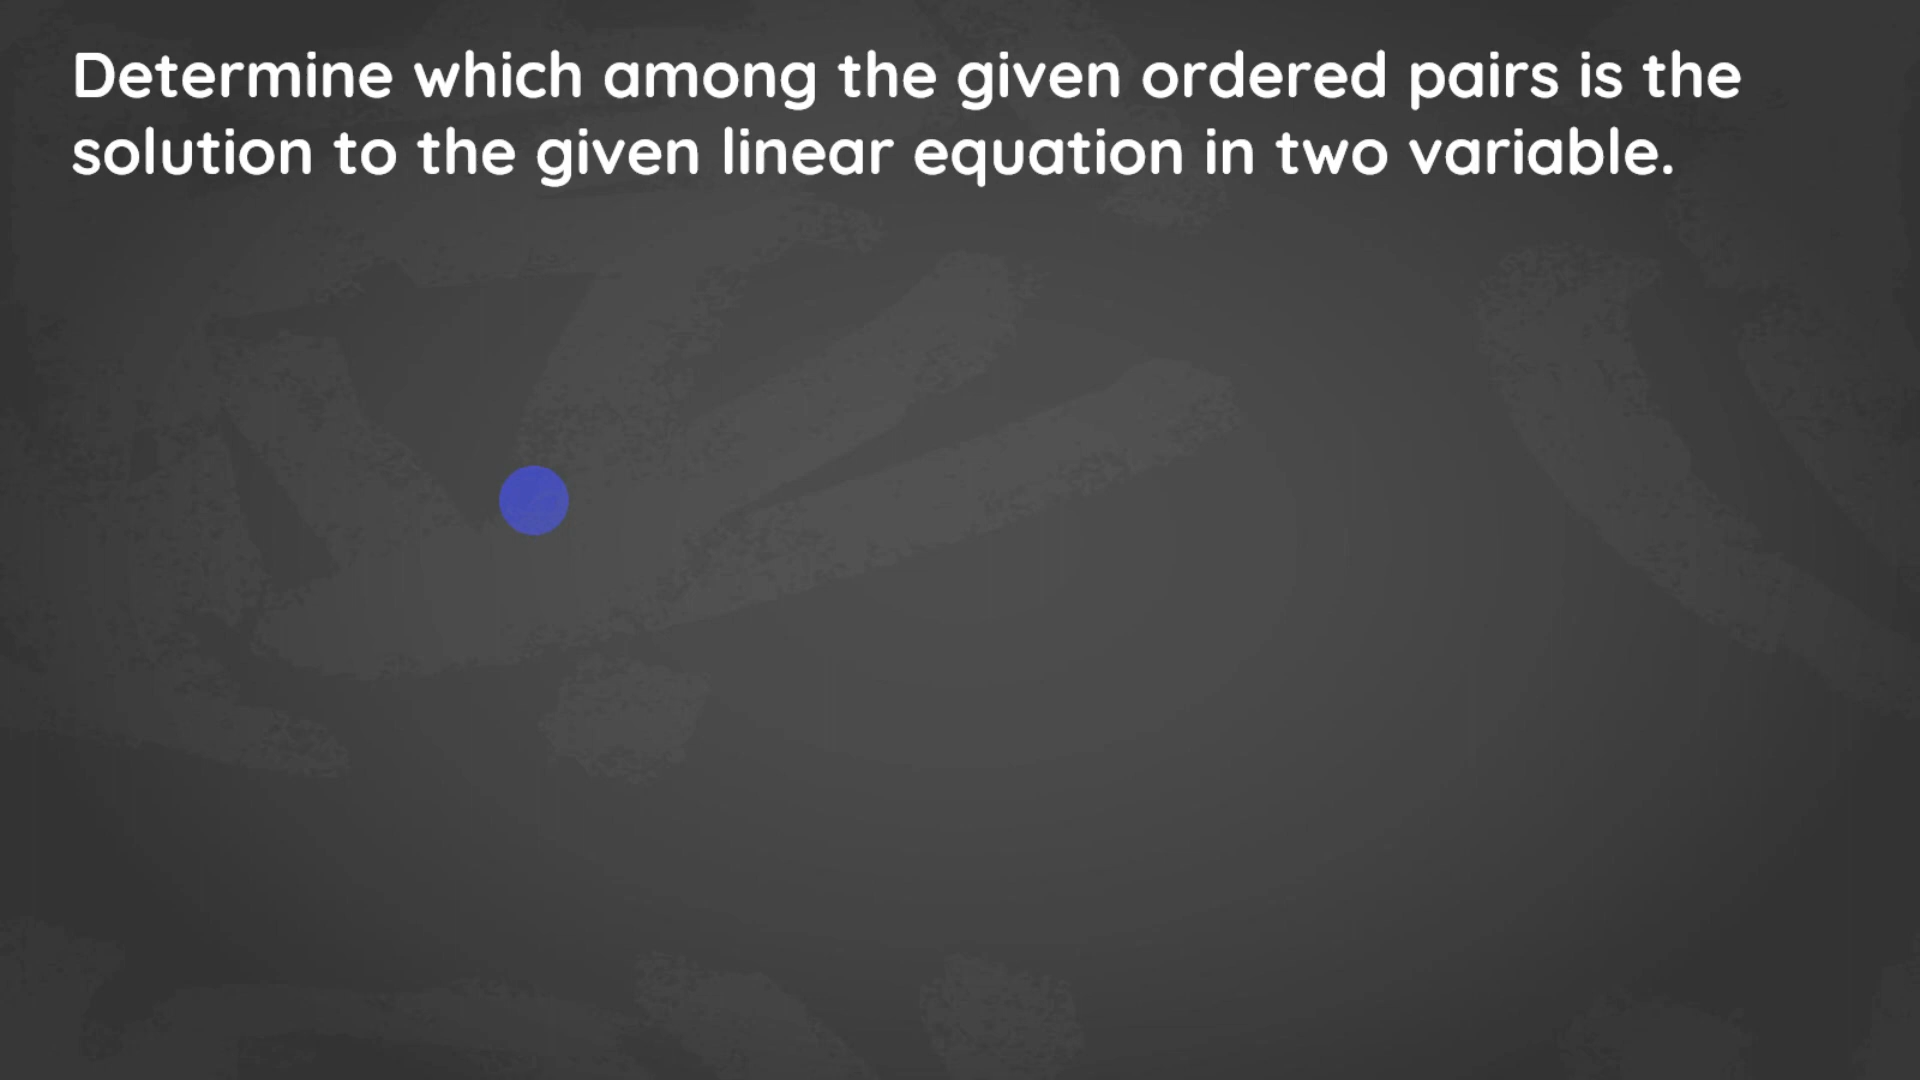 Determine which among the given ordered pairs is the
solution to the given linear equation in two variable.